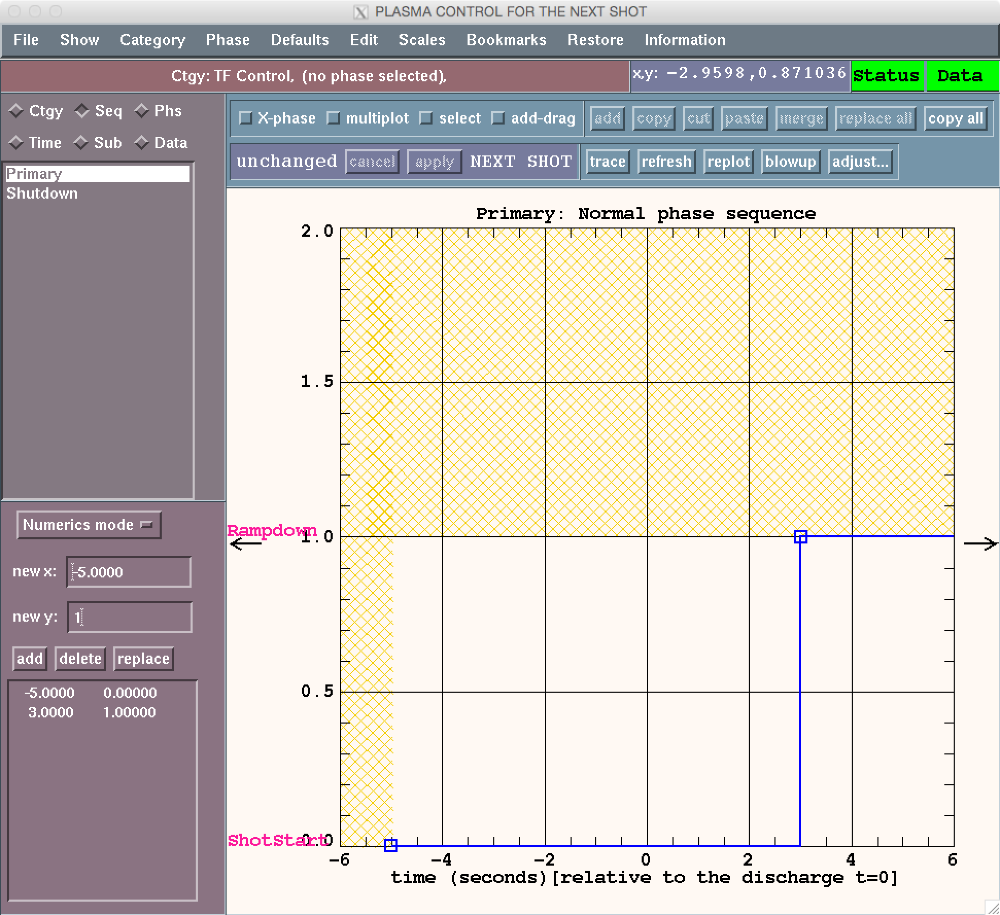 PLASMA CONTROL FOR THE NEXT SHOT
File Show Category Phase Defaults Edit Scales Bookmarks Restore Information
Ctgy: TF Control, (no phase selected),
x,y: -2.9598,0.871036
Status Data
Ctgy Seq Phs
Time Sub Data
X-phase multiplot select add-drag
add copy cut paste merge replace all copy all
unchanged cancel apply NEXT SHOT
trace refresh replot blowup adjust...
Primary
Shutdown
Numerics mode
new x: -5.0000
new y: 1
add delete replace
-5.0000 0.00000
3.0000 1.00000
Primary: Normal phase sequence
2.0
1.5
Rampdown
1.0
0.5
ShotStart
0.0
-6 -4 -2 0 2 4 6
time (seconds)[relative to the discharge t=0]